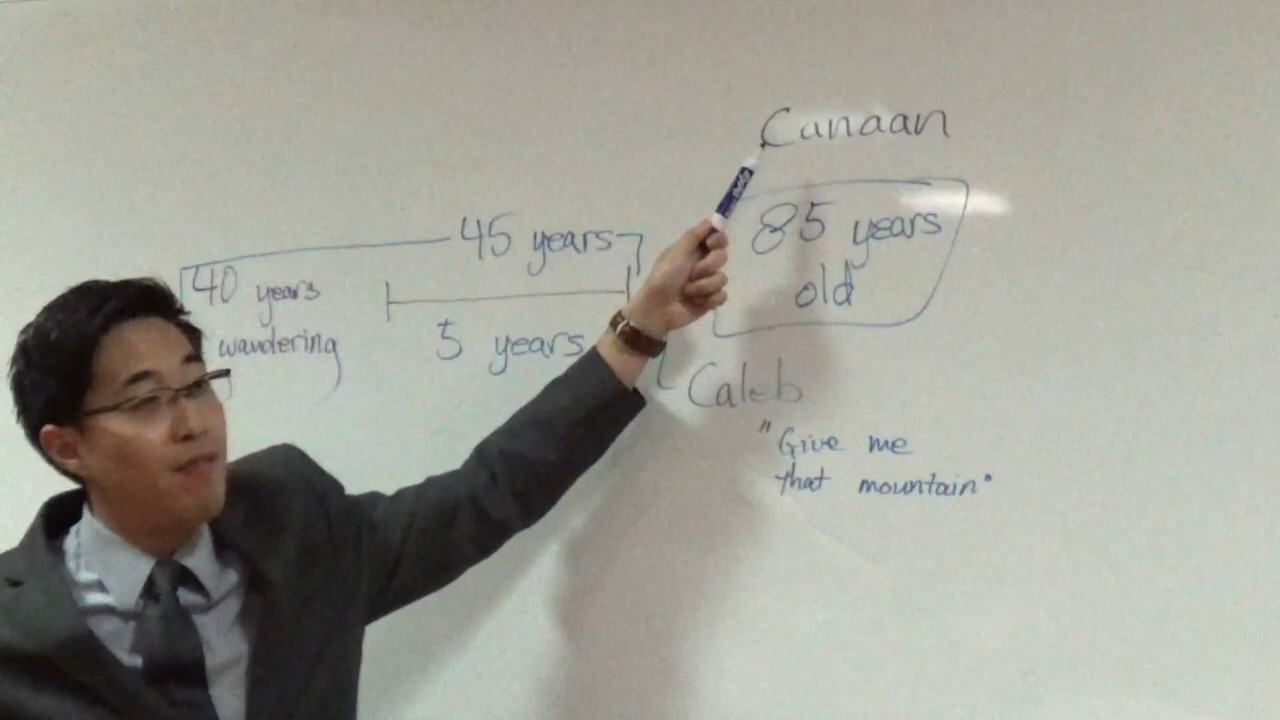 Canaan
45 years
85 years
old
40 years
wandering
5 years
Caleb
"Give me
that mountain"